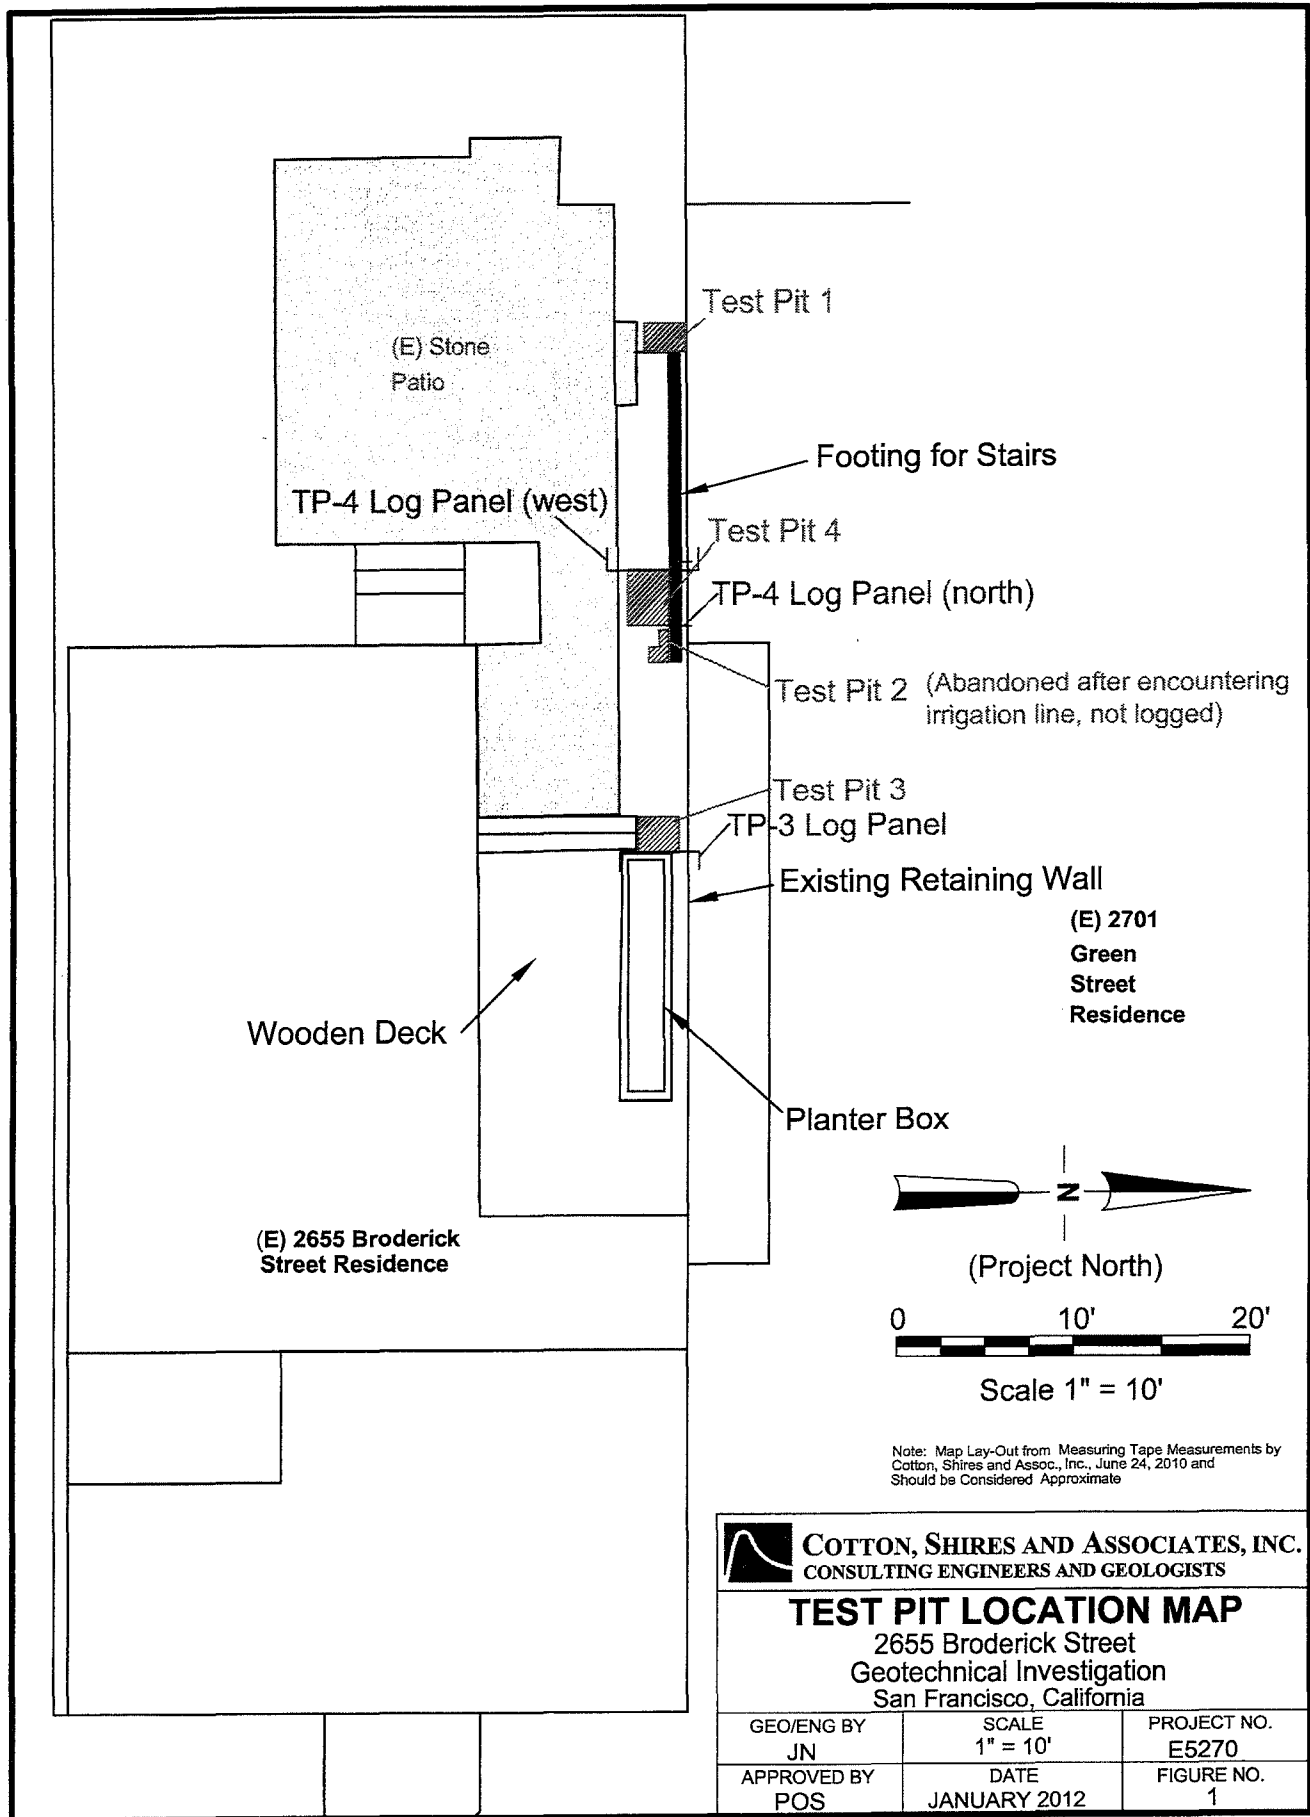 Test Pit 1
(E) Stone
Patio
Footing for Stairs
TP-4 Log Panel (west)
Test Pit 4
TP-4 Log Panel (north)
Test Pit 2
(Abandoned after encountering
irrigation line, not logged)
Test Pit 3
TP-3 Log Panel
Existing Retaining Wall
(E) 2701
Green
Street
Residence
Wooden Deck
Planter Box
N
(E) 2655 Broderick
Street Residence
(Project North)
0 10' 20'
Scale 1" = 10'
Note: Map Lay-Out from Measuring Tape Measurements by
Cotton, Shires and Assoc., Inc., June 24, 2010 and
Should be Considered Approximate
COTTON, SHIRES AND ASSOCIATES, INC.
CONSULTING ENGINEERS AND GEOLOGISTS
TEST PIT LOCATION MAP
2655 Broderick Street
Geotechnical Investigation
San Francisco, California
GEO/ENG BY
JN
SCALE
1" = 10'
PROJECT NO.
E5270
APPROVED BY
POS
DATE
JANUARY 2012
FIGURE NO.
1